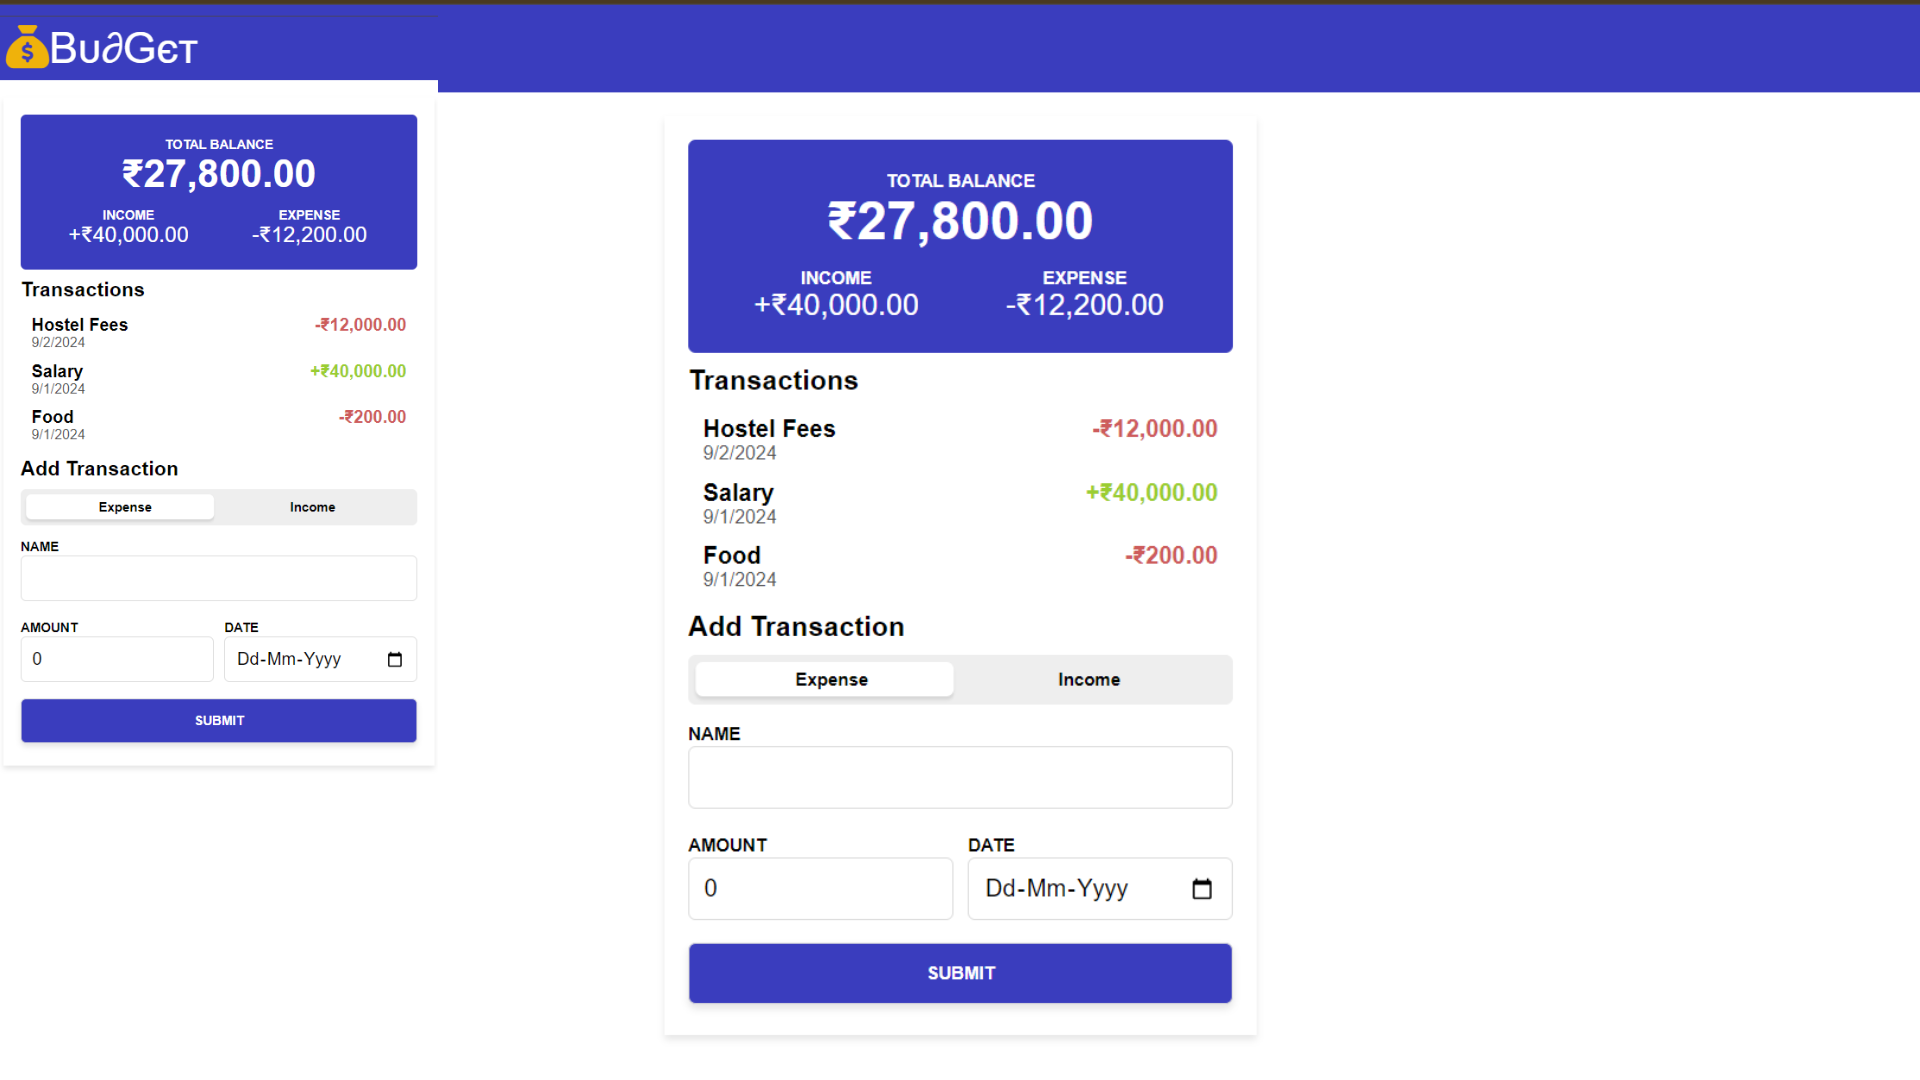 Bu∂Gєт
TOTAL BALANCE
₹27,800.00
INCOME EXPENSE
+₹40,000.00 -₹12,200.00
Transactions
Hostel Fees -₹12,000.00
9/2/2024
Salary +₹40,000.00
9/1/2024
Food -₹200.00
9/1/2024
Add Transaction
Expense Income
NAME
AMOUNT DATE
0 Dd-Mm-Yyyy
SUBMIT
TOTAL BALANCE
₹27,800.00
INCOME EXPENSE
+₹40,000.00 -₹12,200.00
Transactions
Hostel Fees -₹12,000.00
9/2/2024
Salary +₹40,000.00
9/1/2024
Food -₹200.00
9/1/2024
Add Transaction
Expense Income
NAME
AMOUNT DATE
0 Dd-Mm-Yyyy
SUBMIT